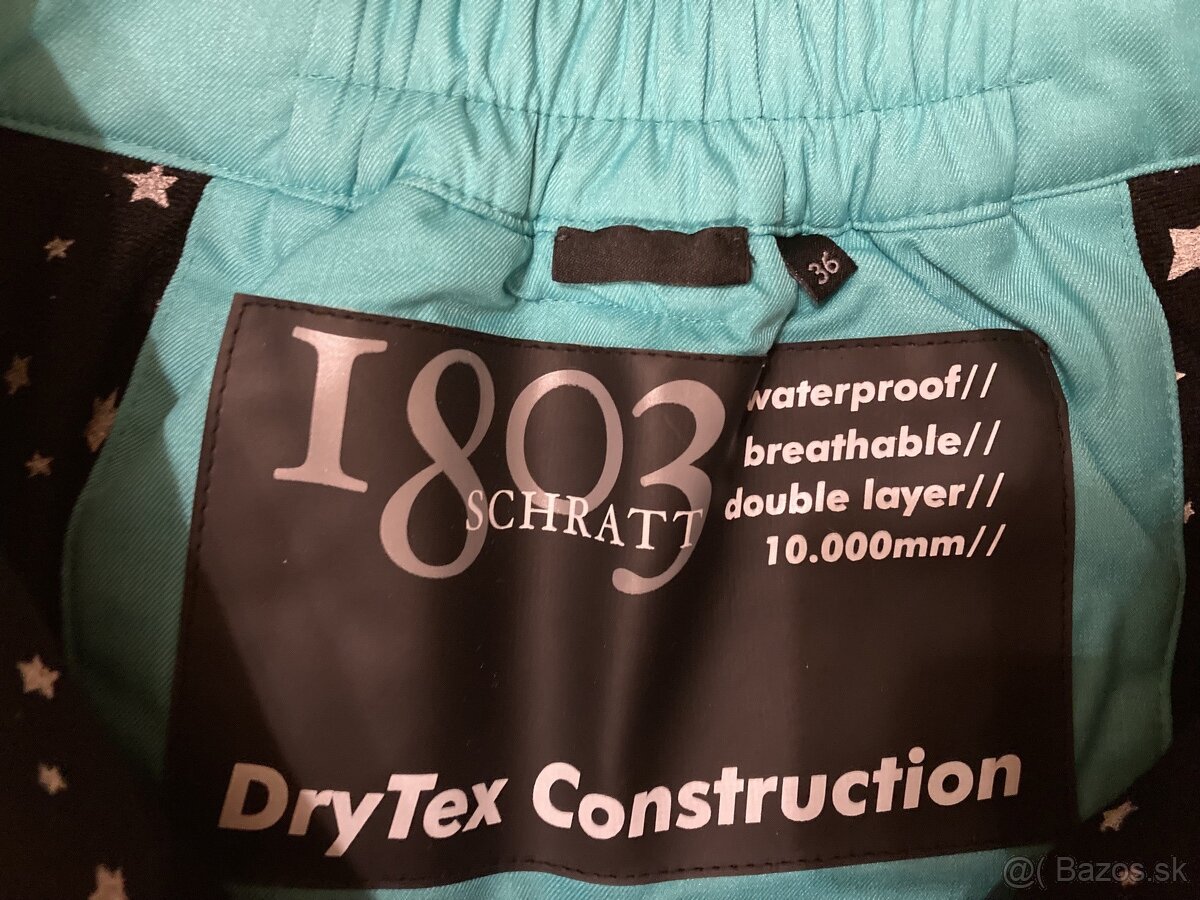 36
1803
SCHRATT
waterproof//
breathable//
double layer//
10.000mm//
DryTex Construction
@( Bazos.sk